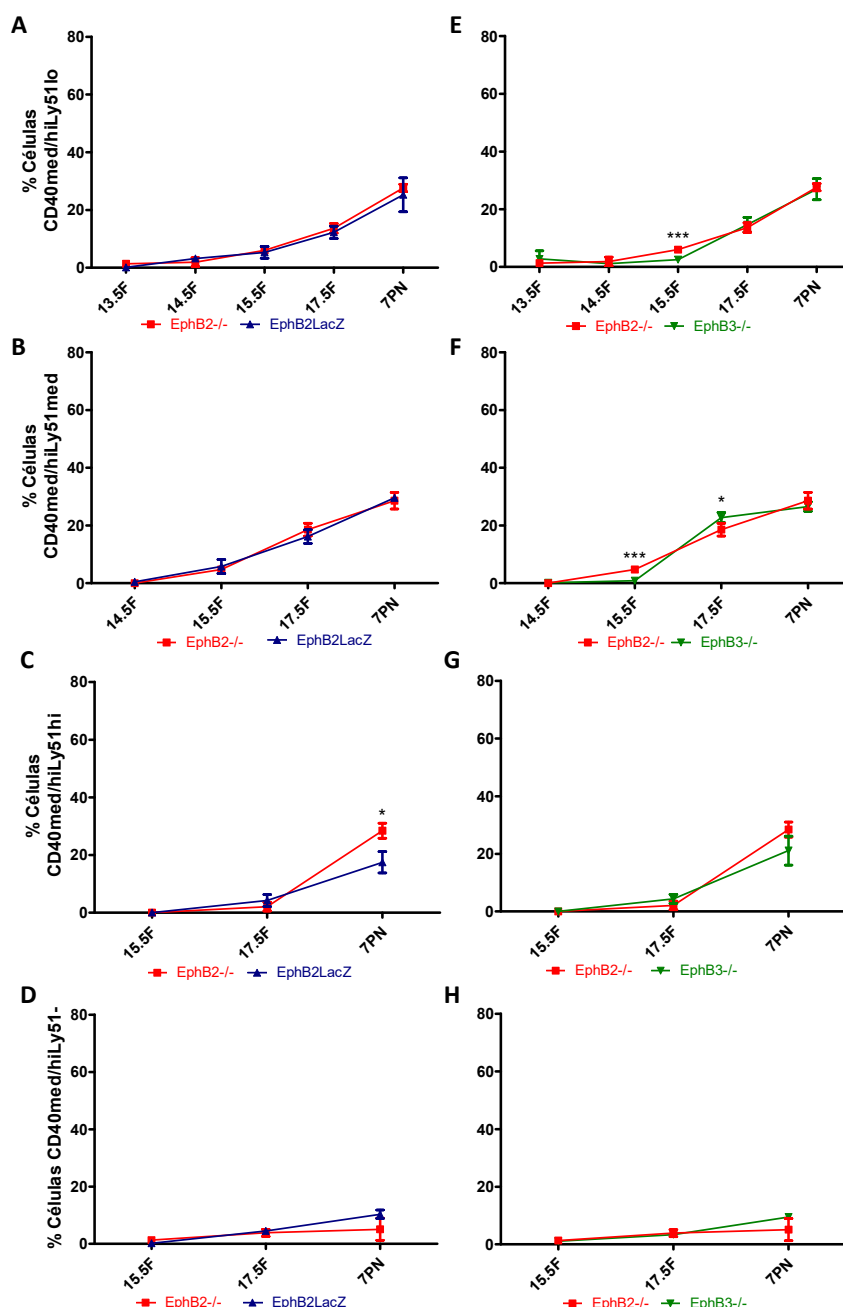 A
80
60
40
20
0
% Células
CD40med/hiLy51lo
13.5F
14.5F
15.5F
17.5F
7PN
EphB2-/-
EphB2LacZ
E
80
60
40
20
0
***
13.5F
14.5F
15.5F
17.5F
7PN
EphB2-/-
EphB3-/-
B
80
60
40
20
0
% Células
CD40med/hiLy51med
14.5F
15.5F
17.5F
7PN
EphB2-/-
EphB2LacZ
F
80
60
40
20
0
***
*
14.5F
15.5F
17.5F
7PN
EphB2-/-
EphB3-/-
C
80
60
40
20
0
% Células
CD40med/hiLy51hi
*
15.5F
17.5F
7PN
EphB2-/-
EphB2LacZ
G
80
60
40
20
0
15.5F
17.5F
7PN
EphB2-/-
EphB3-/-
D
80
60
40
20
0
% Células CD40med/hiLy51-
15.5F
17.5F
7PN
EphB2-/-
EphB2LacZ
H
80
60
40
20
0
15.5F
17.5F
7PN
EphB2-/-
EphB3-/-